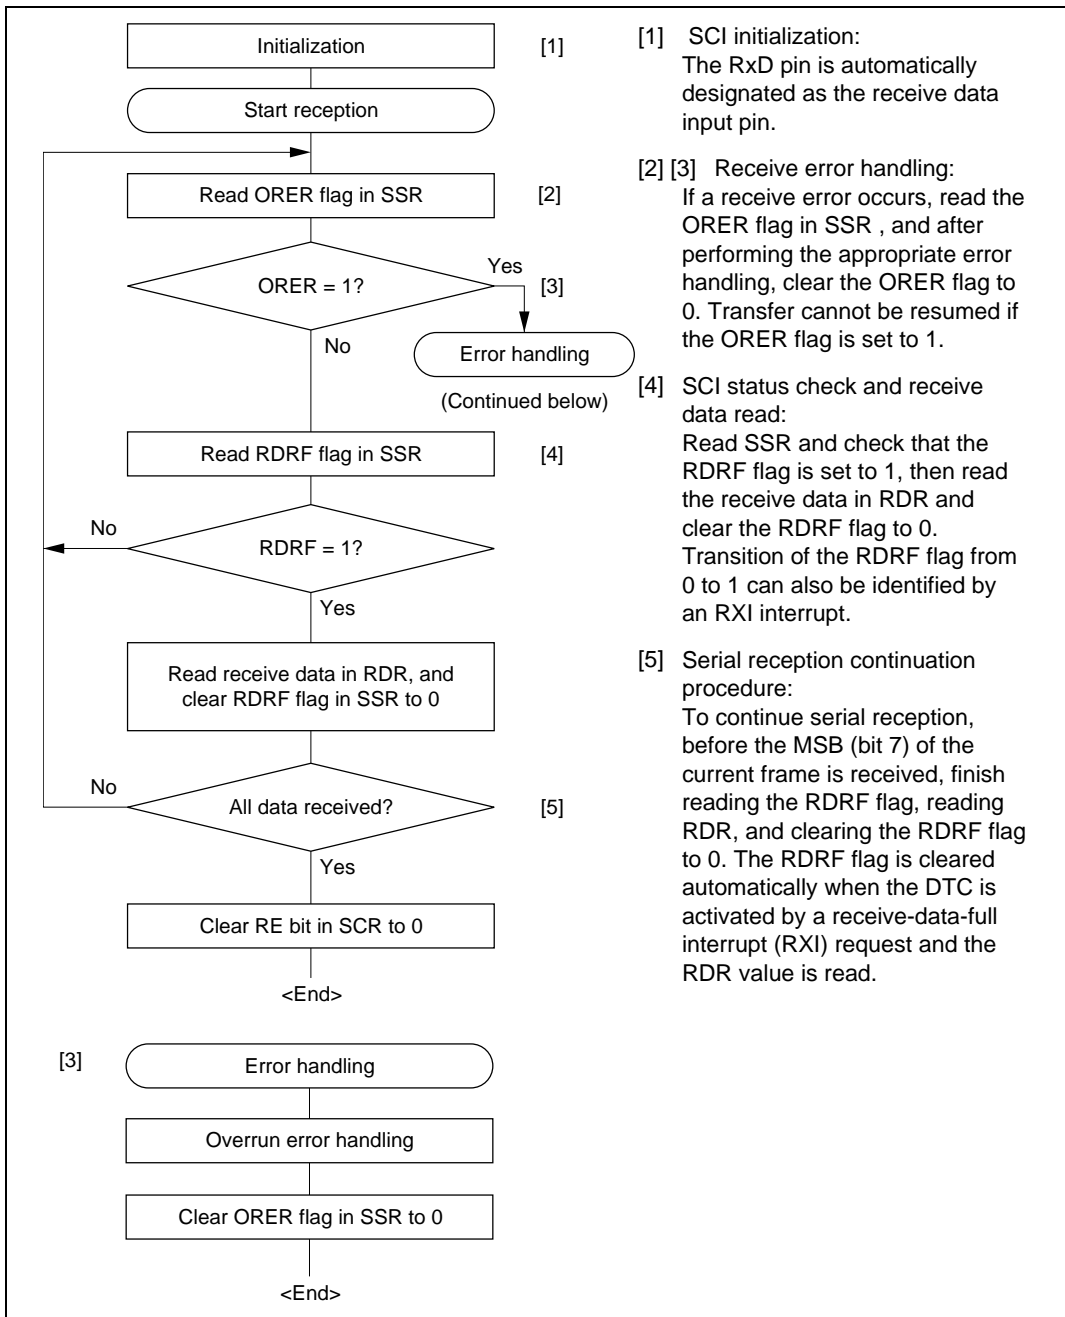 Initialization
[1]
Start reception
Read ORER flag in SSR
[2]
ORER = 1?
Yes
[3]
No
Error handling
(Continued below)
Read RDRF flag in SSR
[4]
No
RDRF = 1?
Yes
Read receive data in RDR, and
clear RDRF flag in SSR to 0
No
All data received?
[5]
Yes
Clear RE bit in SCR to 0
<End>
[3]
Error handling
Overrun error handling
Clear ORER flag in SSR to 0
<End>
[1] SCI initialization:
The RxD pin is automatically
designated as the receive data
input pin.
[2] [3] Receive error handling:
If a receive error occurs, read the
ORER flag in SSR , and after
performing the appropriate error
handling, clear the ORER flag to
0. Transfer cannot be resumed if
the ORER flag is set to 1.
[4] SCI status check and receive
data read:
Read SSR and check that the
RDRF flag is set to 1, then read
the receive data in RDR and
clear the RDRF flag to 0.
Transition of the RDRF flag from
0 to 1 can also be identified by
an RXI interrupt.
[5] Serial reception continuation
procedure:
To continue serial reception,
before the MSB (bit 7) of the
current frame is received, finish
reading the RDRF flag, reading
RDR, and clearing the RDRF flag
to 0. The RDRF flag is cleared
automatically when the DTC is
activated by a receive-data-full
interrupt (RXI) request and the
RDR value is read.